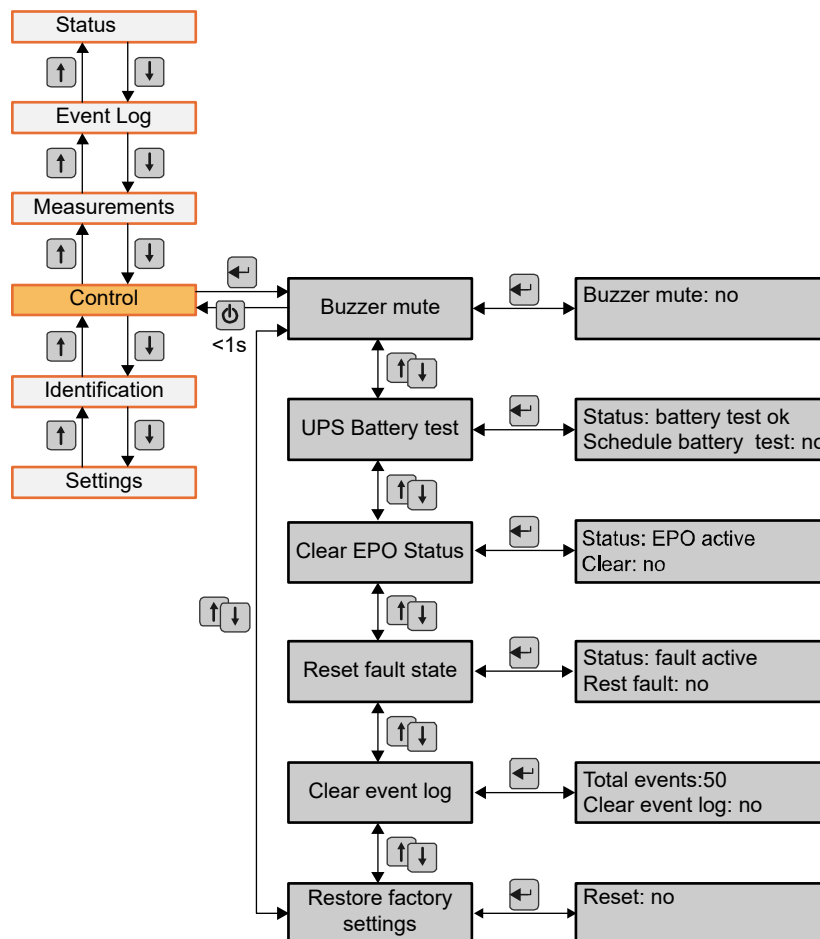 Status
Event Log
Measurements
Control
<1s
Identification
Settings
Buzzer mute
Buzzer mute: no
UPS Battery test
Status: battery test ok
Schedule battery test: no
Clear EPO Status
Status: EPO active
Clear: no
Reset fault state
Status: fault active
Rest fault: no
Clear event log
Total events:50
Clear event log: no
Restore factory
settings
Reset: no